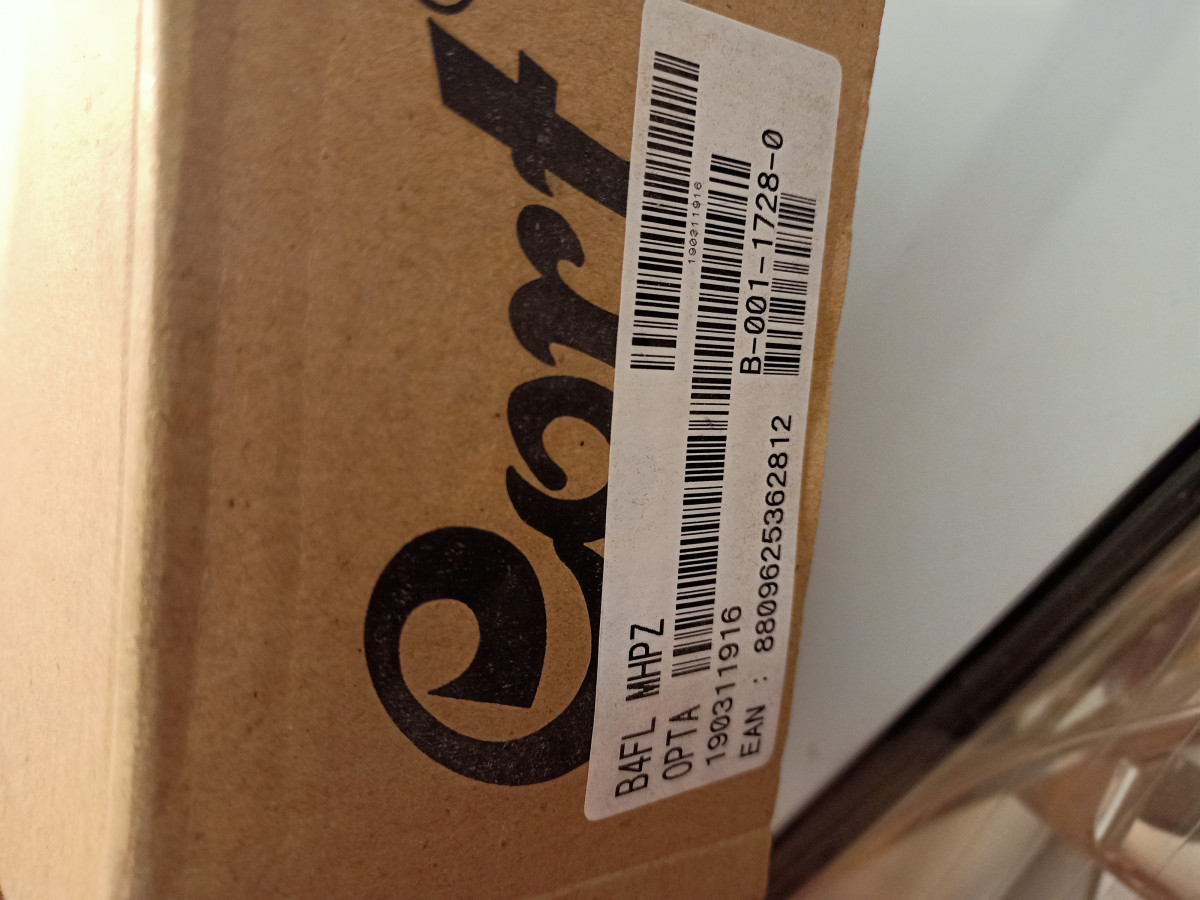 Cort
B4FL MHPZ
OPTA
190311916
190311916
B-001-1728-0
EAN : 8809625362812